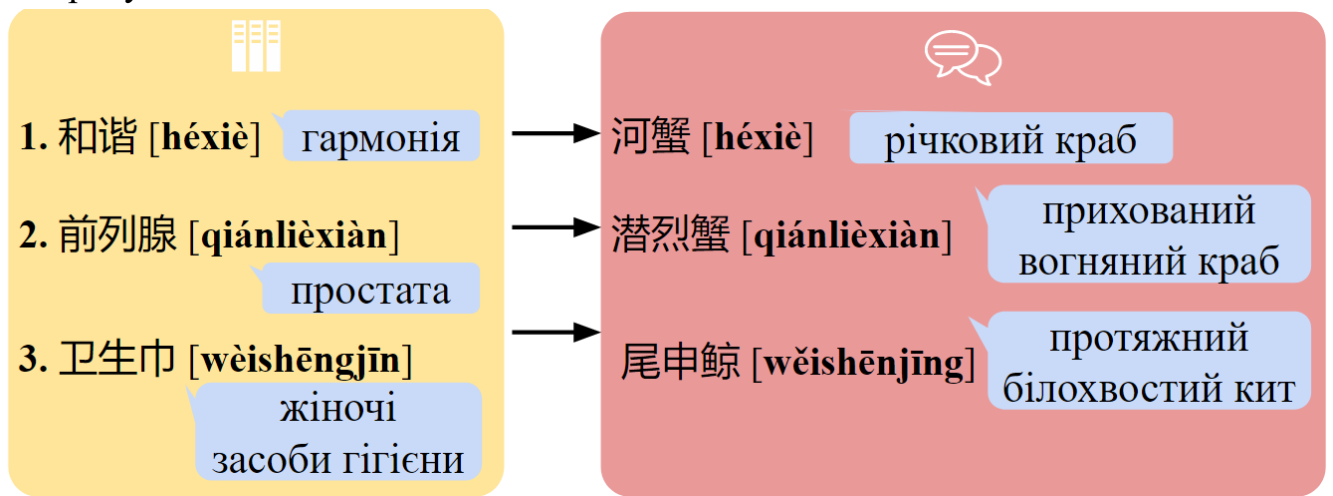 1. 和谐 [héxiè] гармонія
河蟹 [héxiè] річковий краб
2. 前列腺 [qiánlièxiàn]
простата
潜烈蟹 [qiánlièxiàn]
прихований
вогняний краб
3. 卫生巾 [wèishēngjīn]
жіночі
засоби гігієни
尾申鲸 [wěishēnjīng]
протяжний
білохвостий кит